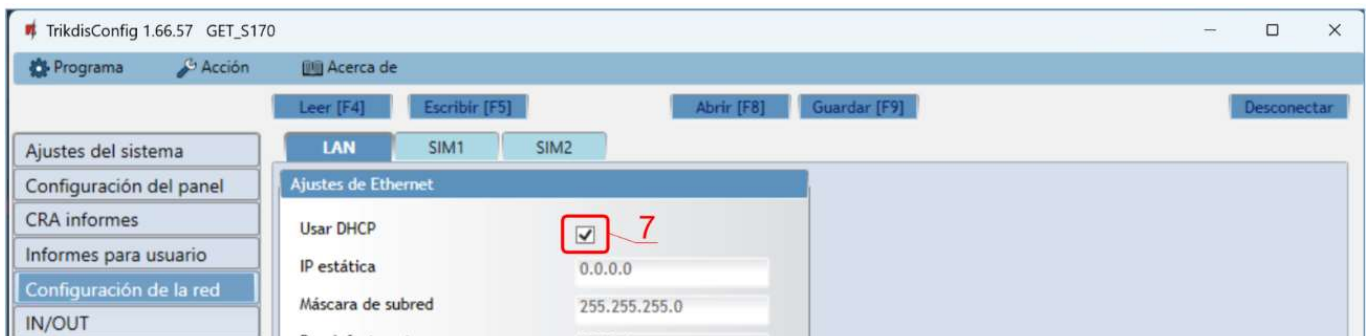 TrikdisConfig 1.66.57 GET_S170
Programa Acción Acerca de
Leer [F4] Escribir [F5] Abrir [F8] Guardar [F9] Desconectar
Ajustes del sistema
LAN SIM1 SIM2
Configuración del panel
Ajustes de Ethernet
CRA informes
Usar DHCP
7
Informes para usuario
IP estática
0.0.0.0
Configuración de la red
Máscara de subred
255.255.255.0
IN/OUT